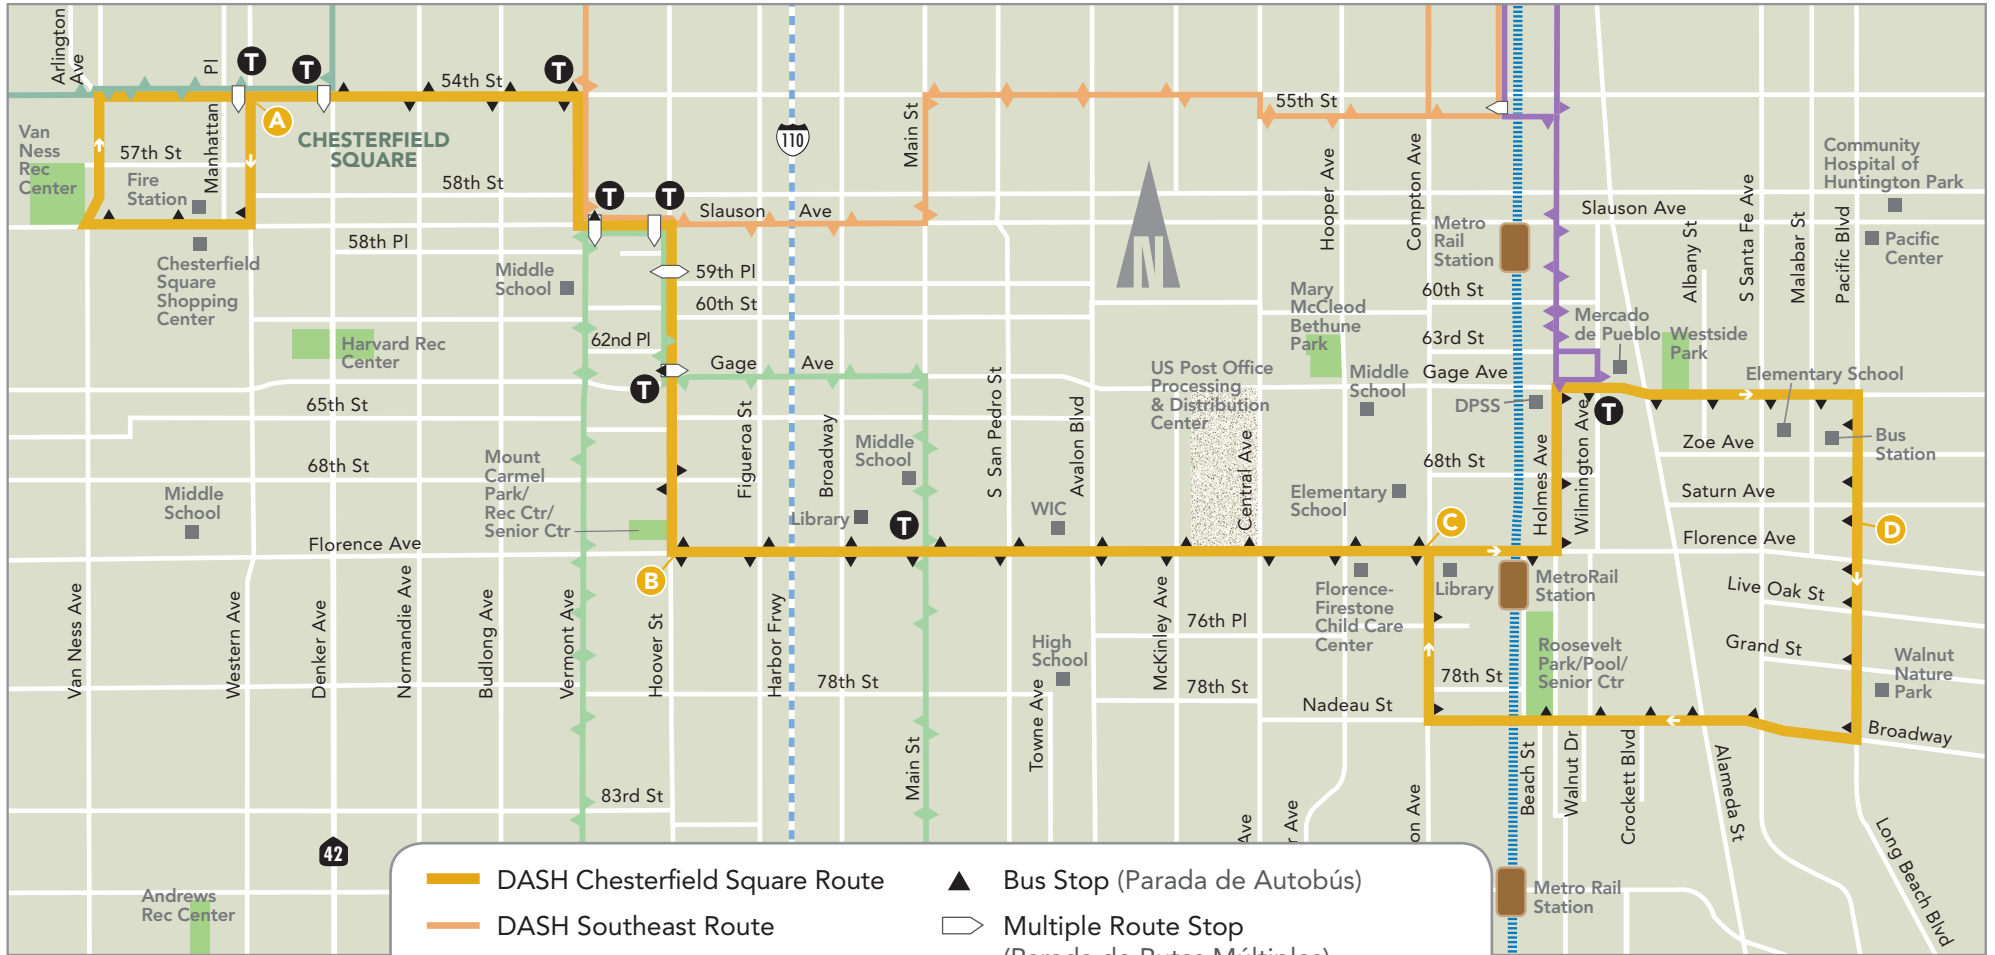 Arlington
Ave
Pl
T
T
T
54th St
A
Van
Ness
Rec
Center
57th St
Fire
Station
Manhattan
CHESTERFIELD
SQUARE
58th St
110
Main St
55th St
Hooper Ave
Compton Ave
Community
Hospital of
Huntington Park
T
T
Slauson Ave
Slauson Ave
58th Pl
Chesterfield
Square
Shopping
Center
Middle
School
59th Pl
60th St
N
Metro
Rail
Station
Albany St
S Santa Fe Ave
Malabar St
Pacific Blvd
Pacific
Center
Harvard Rec
Center
62nd Pl
T
Gage Ave
Mary
McLeod
Bethune
Park
60th St
63rd St
Gage Ave
Mercado
de Pueblo
Westside
Park
US Post Office
Processing
& Distribution
Center
Middle
School
DPSS
T
Elementary School
65th St
68th St
Mount
Carmel
Park/
Rec Ctr/
Senior Ctr
Figueroa St
Broadway
Middle
School
S San Pedro St
Avalon Blvd
Central Ave
68th St
Holmes Ave
Wilmington Ave
Zoe Ave
Bus
Station
Saturn Ave
Middle
School
Library
T
WIC
Elementary
School
C
D
Florence Ave
Florence Ave
B
Van Ness Ave
Western Ave
Denker Ave
Normandie Ave
Budlong Ave
Vermont Ave
Hoover St
Harbor Frwy
McKinley Ave
76th Pl
Florence-
Firestone
Child Care
Center
Library
MetroRail
Station
Live Oak St
Grand St
High
School
Roosevelt
Park/Pool/
Senior Ctr
Walnut
Nature
Park
78th St
78th St
78th St
Nadeau St
Broadway
Towne Ave
Main St
Beach St
Walnut Dr
Crockett Blvd
Alameda St
Long Beach Blvd
83rd St
42
Ave
r Ave
on Ave
Andrews
Rec Center
Metro Rail
Station
DASH Chesterfield Square Route
Bus Stop (Parada de Autobús)
DASH Southeast Route
Multiple Route Stop
(Parada de Rutas Múltiples)